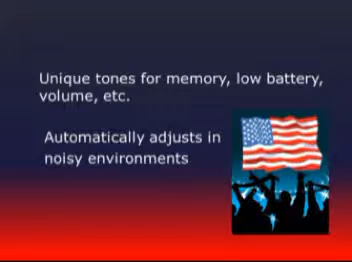 Unique tones for memory, low battery,
volume, etc.
Automatically adjusts in
noisy environments